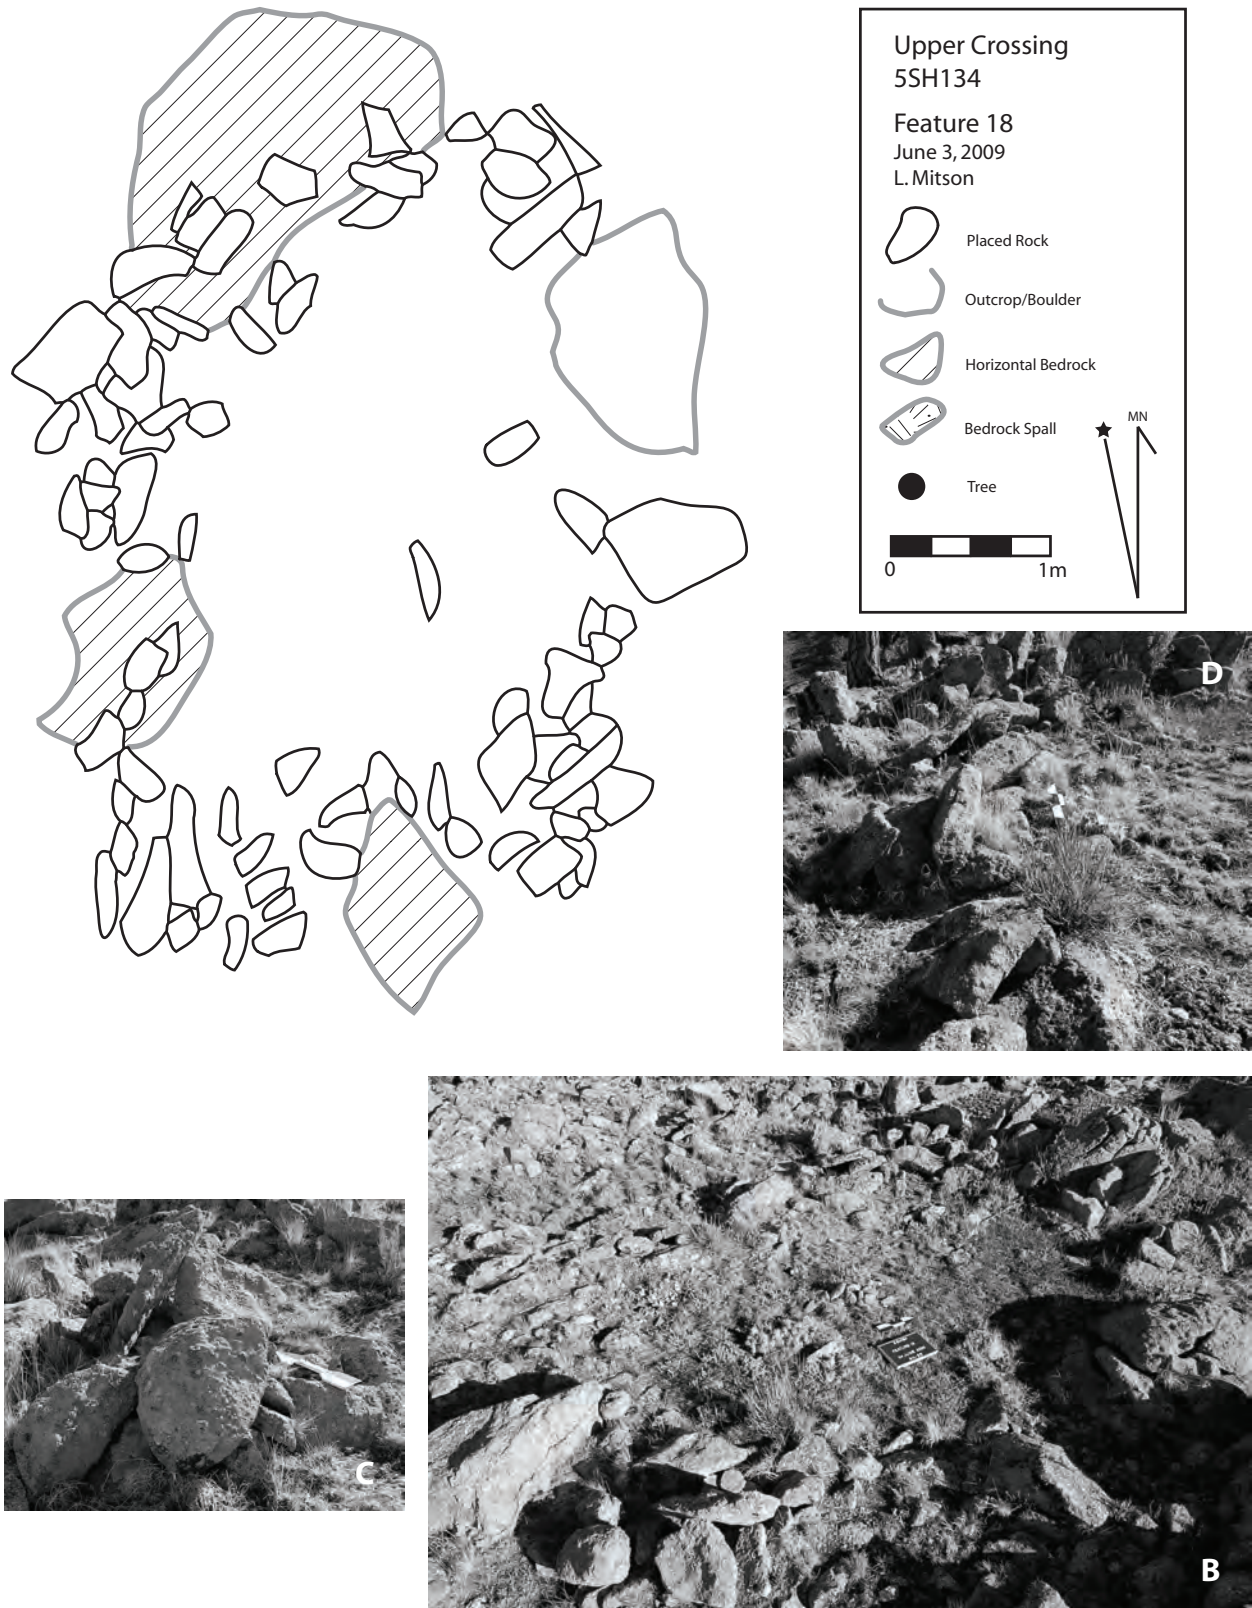 Upper Crossing
5SH134
Feature 18
June 3, 2009
L. Mitson
Placed Rock
Outcrop/Boulder
Horizontal Bedrock
Bedrock Spall
MN
Tree
0
1m
D
C
B